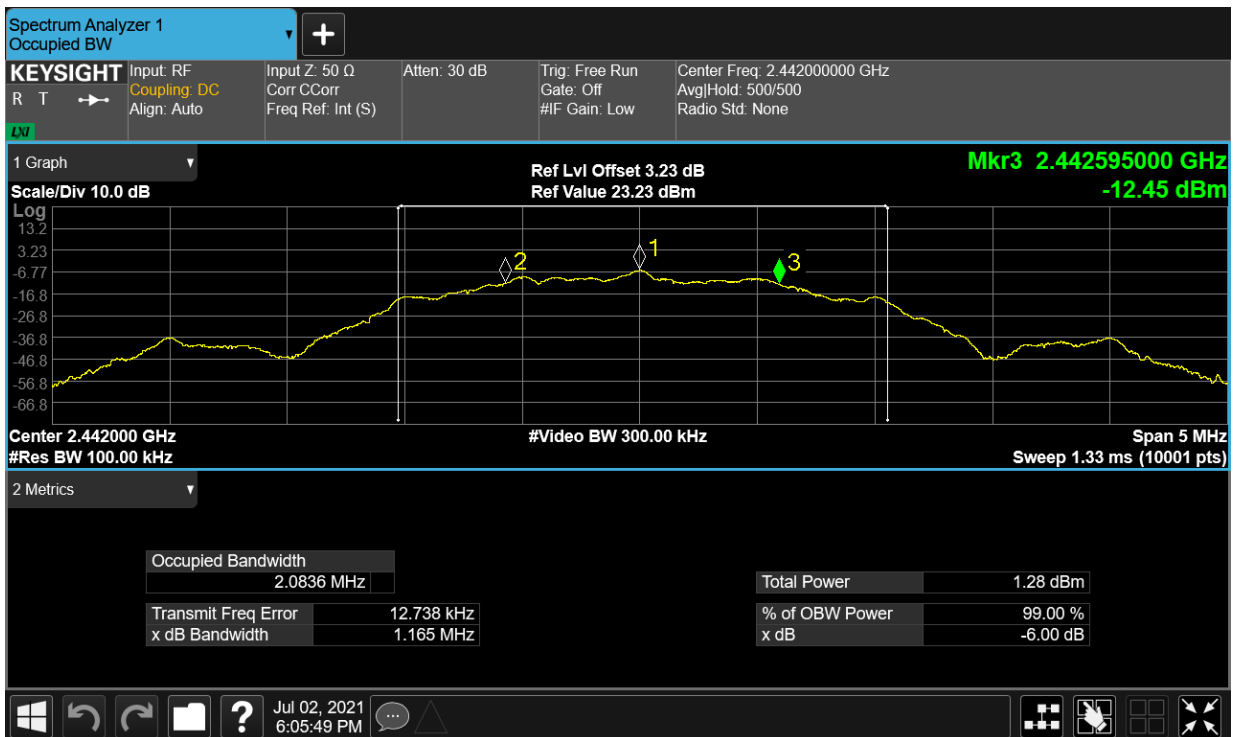 Spectrum Analyzer 1
Occupied BW
KEYSIGHT
R T
LXI
Input: RF
Coupling: DC
Align: Auto
Input Z: 50 Ω
Corr CCorr
Freq Ref: Int (S)
Atten: 30 dB
Trig: Free Run
Gate: Off
#IF Gain: Low
Center Freq: 2.442000000 GHz
Avg|Hold: 500/500
Radio Std: None
1 Graph
Ref Lvl Offset 3.23 dB
Mkr3 2.442595000 GHz
Scale/Div 10.0 dB
Ref Value 23.23 dBm
-12.45 dBm
Log
13.2
3.23
-6.77
-16.8
-26.8
-36.8
-46.8
-56.8
-66.8
2
1
3
Center 2.442000 GHz
#Video BW 300.00 kHz
Span 5 MHz
#Res BW 100.00 kHz
Sweep 1.33 ms (10001 pts)
2 Metrics
Occupied Bandwidth
2.0836 MHz
Total Power 1.28 dBm
Transmit Freq Error 12.738 kHz
% of OBW Power 99.00 %
x dB Bandwidth 1.165 MHz
x dB -6.00 dB
?
Jul 02, 2021
6:05:49 PM